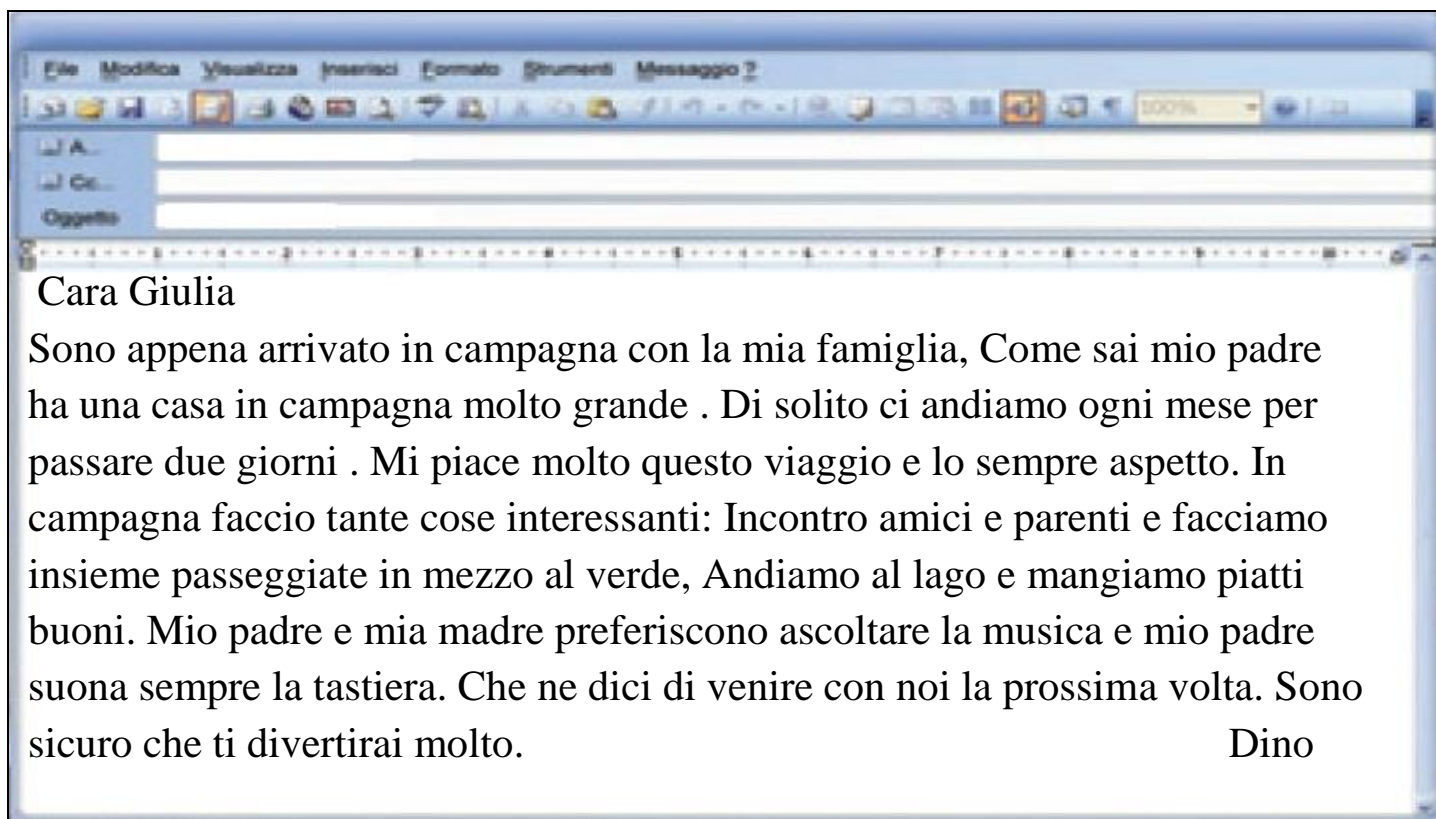 File Modifica Visualizza Inserisci Formato Strumenti Messaggio ?
100%
A...
Cc...
Oggetto
Cara Giulia
Sono appena arrivato in campagna con la mia famiglia, Come sai mio padre
ha una casa in campagna molto grande . Di solito ci andiamo ogni mese per
passare due giorni . Mi piace molto questo viaggio e lo sempre aspetto. In
campagna faccio tante cose interessanti: Incontro amici e parenti e facciamo
insieme passeggiate in mezzo al verde, Andiamo al lago e mangiamo piatti
buoni. Mio padre e mia madre preferiscono ascoltare la musica e mio padre
suona sempre la tastiera. Che ne dici di venire con noi la prossima volta. Sono
sicuro che ti divertirai molto. Dino